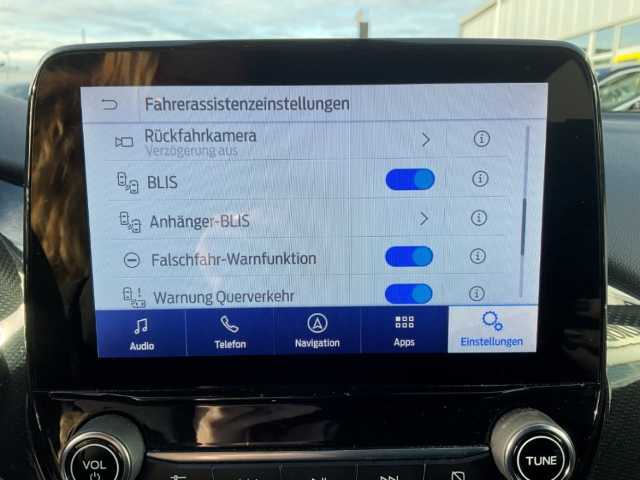 Fahrerassistenzeinstellungen
Rückfahrkamera
Verzögerung aus
BLIS
Anhänger-BLIS
Falschfahr-Warnfunktion
Warnung Querverkehr
Audio
Telefon
Navigation
Apps
Einstellungen
VOL
TUNE